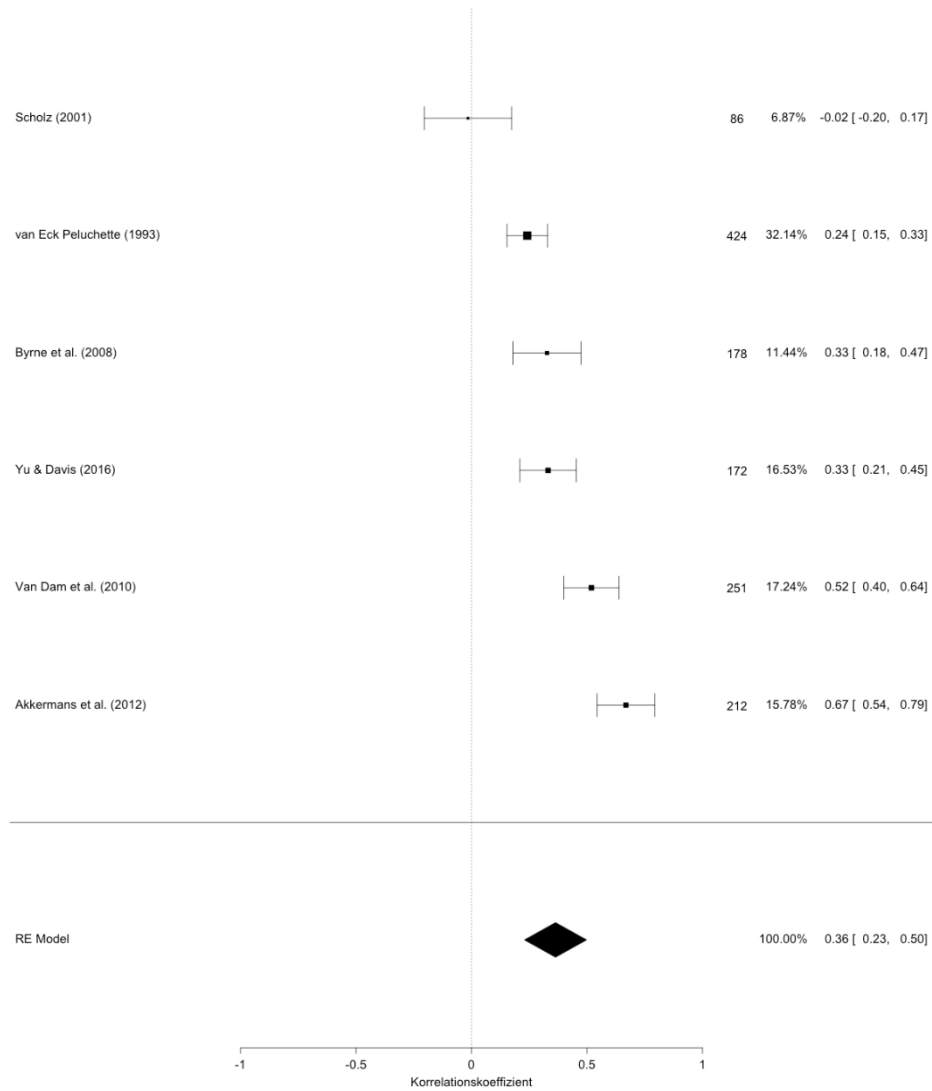 Scholz (2001) 86 6.87% -0.02 [ -0.20, 0.17]
van Eck Peluchette (1993) 424 32.14% 0.24 [ 0.15, 0.33]
Byrne et al. (2008) 178 11.44% 0.33 [ 0.18, 0.47]
Yu & Davis (2016) 172 16.53% 0.33 [ 0.21, 0.45]
Van Dam et al. (2010) 251 17.24% 0.52 [ 0.40, 0.64]
Akkermans et al. (2012) 212 15.78% 0.67 [ 0.54, 0.79]
RE Model 100.00% 0.36 [ 0.23, 0.50]
-1 -0.5 0 0.5 1
Korrelationskoeffizient